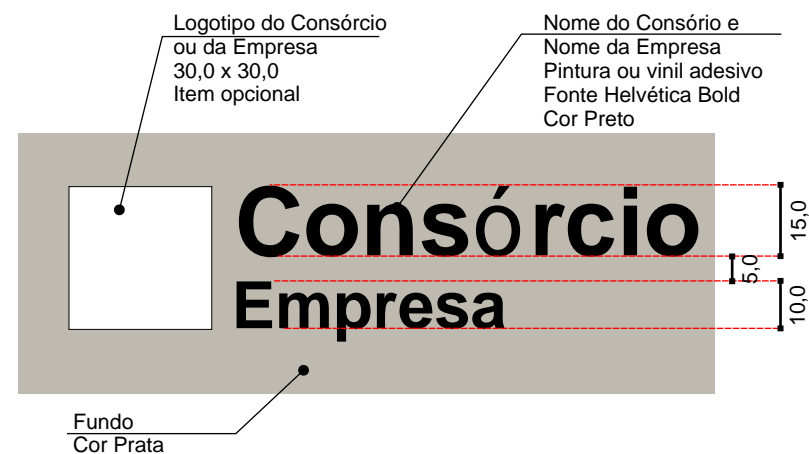 Logotipo do Consórcio
ou da Empresa
30,0 x 30,0
Item opcional
Nome do Consório e
Nome da Empresa
Pintura ou vinil adesivo
Fonte Helvética Bold
Cor Preto
Consórcio
Empresa
15,0
5,0
10,0
Fundo
Cor Prata